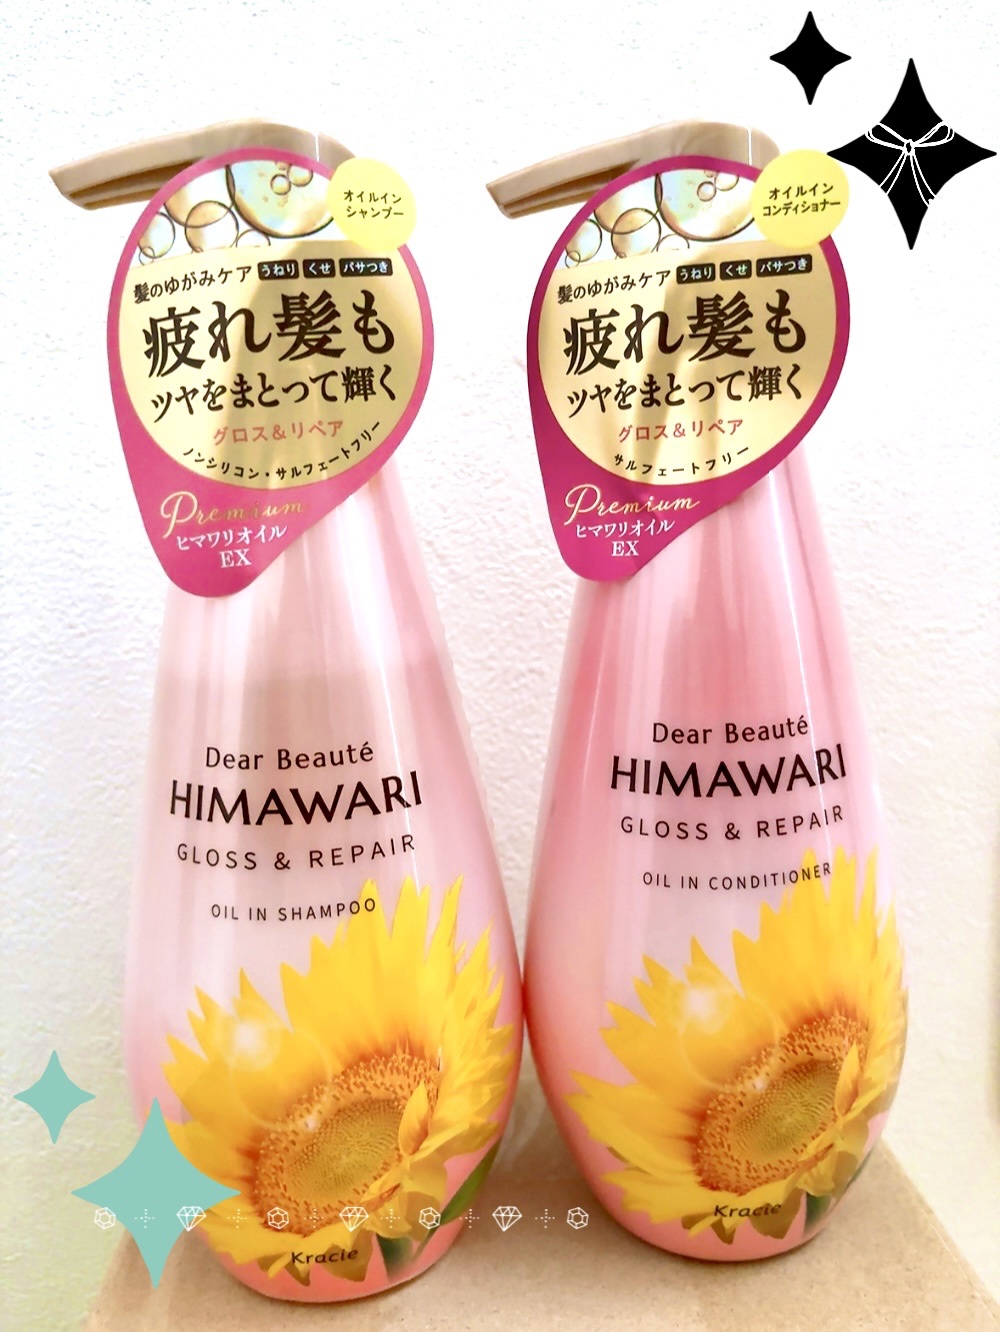 オイルイン
シャンプー
髪のゆがみケア うねり くせ パサつき
疲れ髪も
ツヤをまとって輝く
グロス&リペア
ノンシリコン・サルフェートフリー
Premium
ヒマワリオイル
EX
Dear Beauté
HIMAWARI
GLOSS & REPAIR
OIL IN SHAMPOO
Kracie
オイルイン
コンディショナー
髪のゆがみケア うねり くせ パサつき
疲れ髪も
ツヤをまとって輝く
グロス&リペア
サルフェートフリー
Premium
ヒマワリオイル
EX
Dear Beauté
HIMAWARI
GLOSS & REPAIR
OIL IN CONDITIONER
Kracie